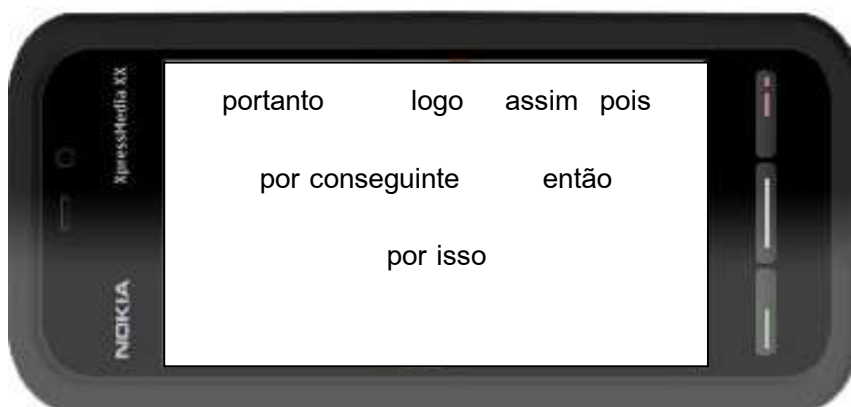 XpressMedia XX
NOKIA
portanto logo assim pois
por conseguinte então
por isso